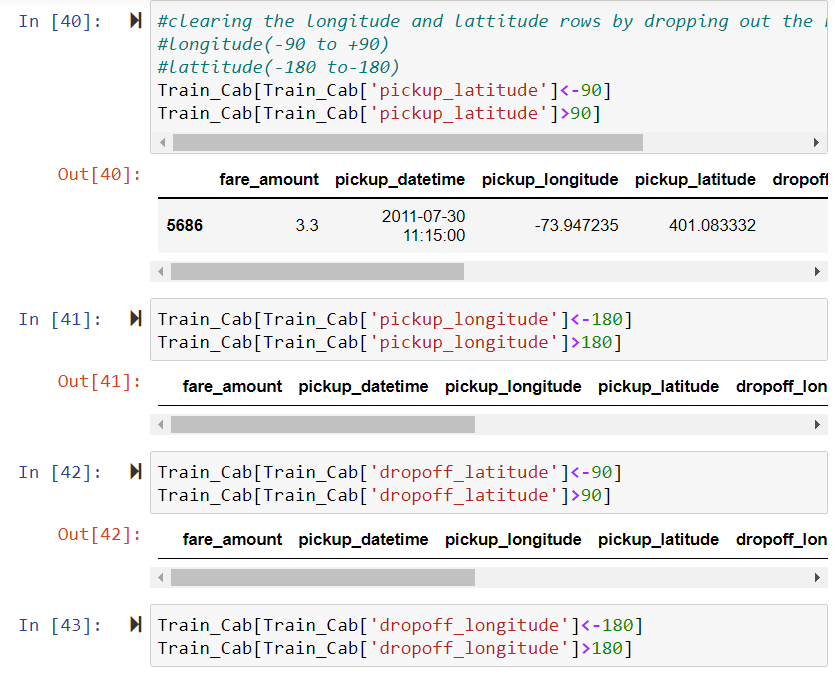 In [40]: #clearing the longitude and lattitude rows by dropping out the
#longitude(-90 to +90)
#lattitude(-180 to-180)
Train_Cab[Train_Cab['pickup_latitude']<-90]
Train_Cab[Train_Cab['pickup_latitude']>90]
Out[40]:
fare_amount pickup_datetime pickup_longitude pickup_latitude dropoff
5686 3.3 2011-07-30 11:15:00 -73.947235 401.083332
In [41]: Train_Cab[Train_Cab['pickup_longitude']<-180]
Train_Cab[Train_Cab['pickup_longitude']>180]
Out[41]: fare_amount pickup_datetime pickup_longitude pickup_latitude dropoff_lon
In [42]: Train_Cab[Train_Cab['dropoff_latitude']<-90]
Train_Cab[Train_Cab['dropoff_latitude']>90]
Out[42]: fare_amount pickup_datetime pickup_longitude pickup_latitude dropoff_lon
In [43]: Train_Cab[Train_Cab['dropoff_longitude']<-180]
Train_Cab[Train_Cab['dropoff_longitude']>180]